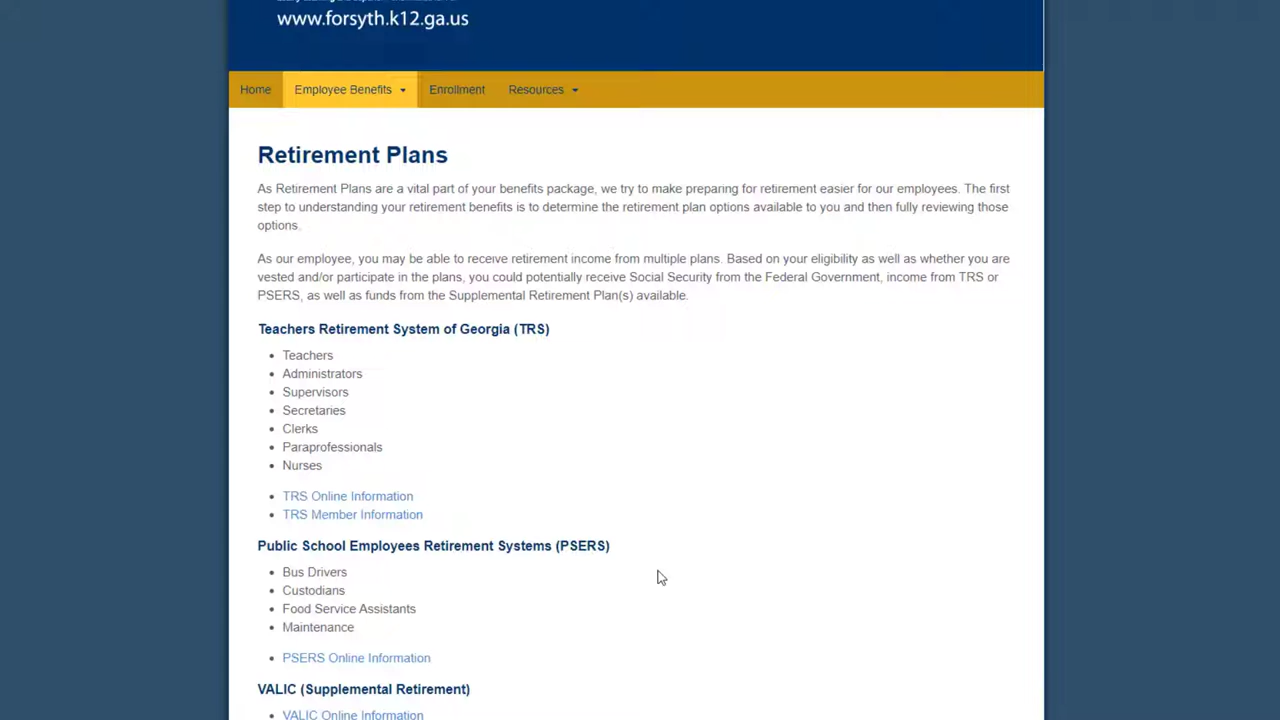 www.forsyth.k12.ga.us
Home Employee Benefits Enrollment Resources
Retirement Plans
As Retirement Plans are a vital part of your benefits package, we try to make preparing for retirement easier for our employees. The first
step to understanding your retirement benefits is to determine the retirement plan options available to you and then fully reviewing those
options.
As our employee, you may be able to receive retirement income from multiple plans. Based on your eligibility as well as whether you are
vested and/or participate in the plans, you could potentially receive Social Security from the Federal Government, income from TRS or
PSERS, as well as funds from the Supplemental Retirement Plan(s) available.
Teachers Retirement System of Georgia (TRS)
Teachers
Administrators
Supervisors
Secretaries
Clerks
Paraprofessionals
Nurses
TRS Online Information
TRS Member Information
Public School Employees Retirement Systems (PSERS)
Bus Drivers
Custodians
Food Service Assistants
Maintenance
PSERS Online Information
VALIC (Supplemental Retirement)
VALIC Online Information